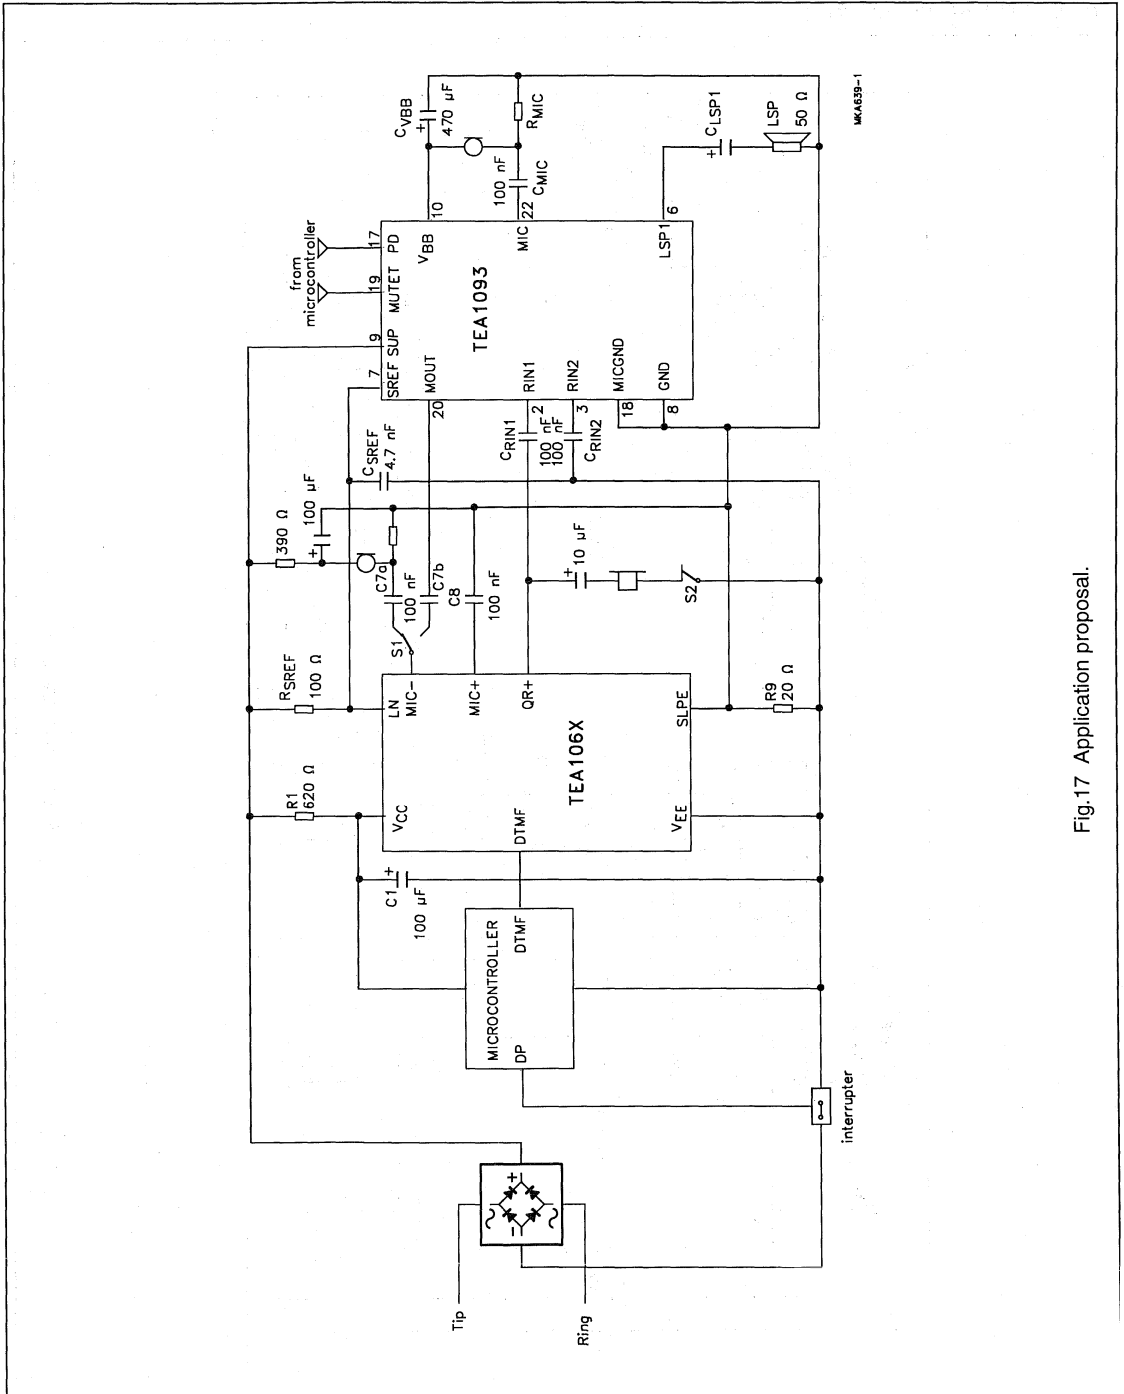 Tip
Ring
interrupter
MICROCONTROLLER
DP
DTMF
C1
+
100 µF
R1
620 Ω
VCC
DTMF
VEE
TEA106X
RSREF
100 Ω
LN
MIC−
MIC+
QR+
SLPE
R9
20 Ω
S1
390 Ω
+
100 µF
C7a
100 nF
C7b
C8
100 nF
+
10 µF
S2
CSREF
4.7 nF
CRIN1
100 nF
100 nF
CRIN2
7
SREF
9
SUP
20
MOUT
2
RIN1
3
RIN2
18
MICGND
8
GND
TEA1093
from
microcontroller
19
MUTET
17
PD
VBB
10
MIC
22
LSP1
6
CVBB
+
470 µF
100 nF
CMIC
RMIC
+
CLSP1
LSP
50 Ω
+
−
~
~
MKA639-1
Fig.17 Application proposal.